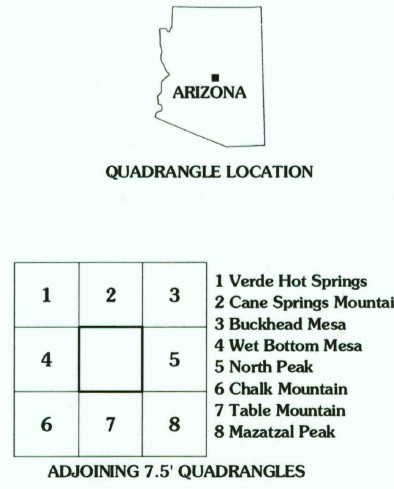 ARIZONA
QUADRANGLE LOCATION
1 2 3
4 5
6 7 8
1 Verde Hot Springs
2 Cane Springs Mountai
3 Buckhead Mesa
4 Wet Bottom Mesa
5 North Peak
6 Chalk Mountain
7 Table Mountain
8 Mazatzal Peak
ADJOINING 7.5' QUADRANGLES